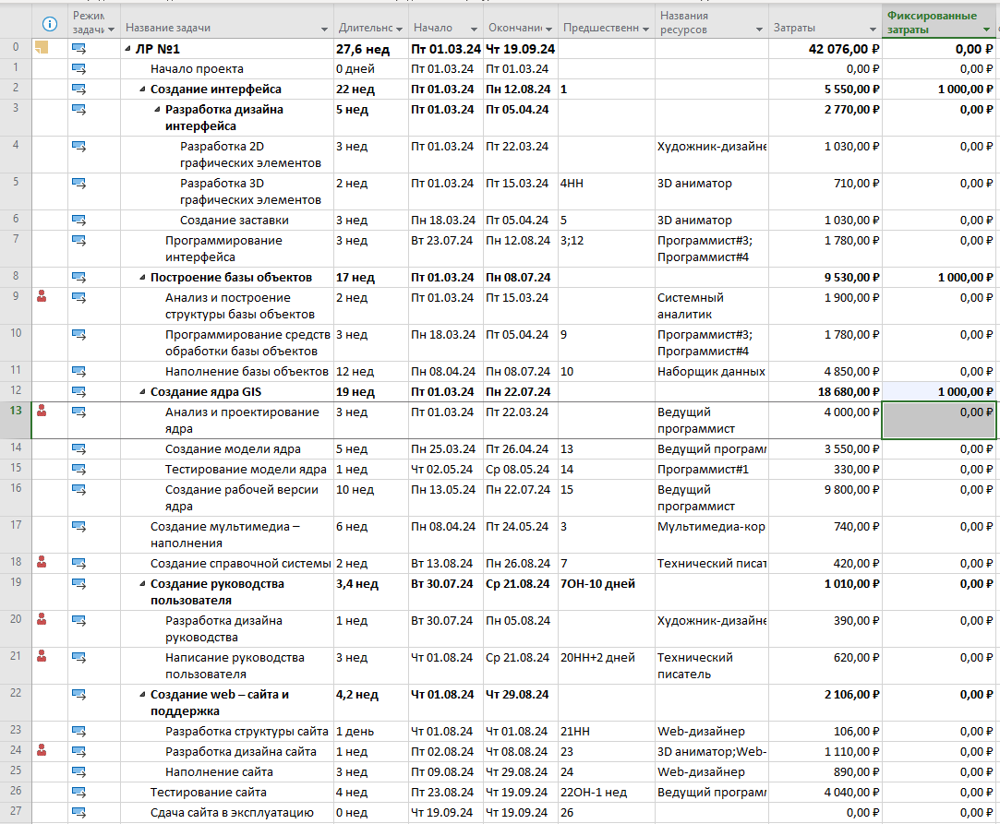 Режим задачи Название задачи Длительнс Начало Окончани Предшественн Названия ресурсов Затраты Фиксированные затраты
0 ЛР №1 27,6 нед Пт 01.03.24 Чт 19.09.24 42 076,00 ₽ 0,00 ₽
1 Начало проекта 0 дней Пт 01.03.24 Пт 01.03.24 0,00 ₽ 0,00 ₽
2 Создание интерфейса 22 нед Пт 01.03.24 Пн 12.08.24 1 5 550,00 ₽ 1 000,00 ₽
3 Разработка дизайна интерфейса 5 нед Пт 01.03.24 Пт 05.04.24 2 770,00 ₽ 0,00 ₽
4 Разработка 2D графических элементов 3 нед Пт 01.03.24 Пт 22.03.24 Художник-дизайне 1 030,00 ₽ 0,00 ₽
5 Разработка 3D графических элементов 2 нед Пт 01.03.24 Пт 15.03.24 4НН 3D аниматор 710,00 ₽ 0,00 ₽
6 Создание заставки 3 нед Пн 18.03.24 Пт 05.04.24 5 3D аниматор 1 030,00 ₽ 0,00 ₽
7 Программирование интерфейса 3 нед Вт 23.07.24 Пн 12.08.24 3;12 Программист#3; Программист#4 1 780,00 ₽ 0,00 ₽
8 Построение базы объектов 17 нед Пт 01.03.24 Пн 08.07.24 9 530,00 ₽ 1 000,00 ₽
9 Анализ и построение структуры базы объектов 2 нед Пт 01.03.24 Пт 15.03.24 Системный аналитик 1 900,00 ₽ 0,00 ₽
10 Программирование средств обработки базы объектов 3 нед Пн 18.03.24 Пт 05.04.24 9 Программист#3; Программист#4 1 780,00 ₽ 0,00 ₽
11 Наполнение базы объектов 12 нед Пн 08.04.24 Пн 08.07.24 10 Наборщик данных 4 850,00 ₽ 0,00 ₽
12 Создание ядра GIS 19 нед Пт 01.03.24 Пн 22.07.24 18 680,00 ₽ 1 000,00 ₽
13 Анализ и проектирование ядра 3 нед Пт 01.03.24 Пт 22.03.24 Ведущий программист 4 000,00 ₽ 0,00 ₽
14 Создание модели ядра 5 нед Пн 25.03.24 Пт 26.04.24 13 Ведущий програми 3 550,00 ₽ 0,00 ₽
15 Тестирование модели ядра 1 нед Чт 02.05.24 Ср 08.05.24 14 Программист#1 330,00 ₽ 0,00 ₽
16 Создание рабочей версии ядра 10 нед Пн 13.05.24 Пн 22.07.24 15 Ведущий программист 9 800,00 ₽ 0,00 ₽
17 Создание мультимедиа – наполнения 6 нед Пн 08.04.24 Пт 24.05.24 3 Мультимедиа-кор 740,00 ₽ 0,00 ₽
18 Создание справочной системы 2 нед Вт 13.08.24 Пн 26.08.24 7 Технический писат 420,00 ₽ 0,00 ₽
19 Создание руководства пользователя 3,4 нед Вт 30.07.24 Ср 21.08.24 7ОН-10 дней 1 010,00 ₽ 0,00 ₽
20 Разработка дизайна руководства 1 нед Вт 30.07.24 Пн 05.08.24 Художник-дизайне 390,00 ₽ 0,00 ₽
21 Написание руководства пользователя 3 нед Чт 01.08.24 Ср 21.08.24 20НН+2 дней Технический писатель 620,00 ₽ 0,00 ₽
22 Создание web – сайта и поддержка 4,2 нед Чт 01.08.24 Чт 29.08.24 2 106,00 ₽ 0,00 ₽
23 Разработка структуры сайта 1 день Чт 01.08.24 Чт 01.08.24 21НН Web-дизайнер 106,00 ₽ 0,00 ₽
24 Разработка дизайна сайта 1 нед Пт 02.08.24 Чт 08.08.24 23 3D аниматор;Web- 1 110,00 ₽ 0,00 ₽
25 Наполнение сайта 3 нед Пт 09.08.24 Чт 29.08.24 24 Web-дизайнер 890,00 ₽ 0,00 ₽
26 Тестирование сайта 4 нед Пт 23.08.24 Чт 19.09.24 22ОН-1 нед Ведущий програми 4 040,00 ₽ 0,00 ₽
27 Сдача сайта в эксплуатацию 0 нед Чт 19.09.24 Чт 19.09.24 26 0,00 ₽ 0,00 ₽